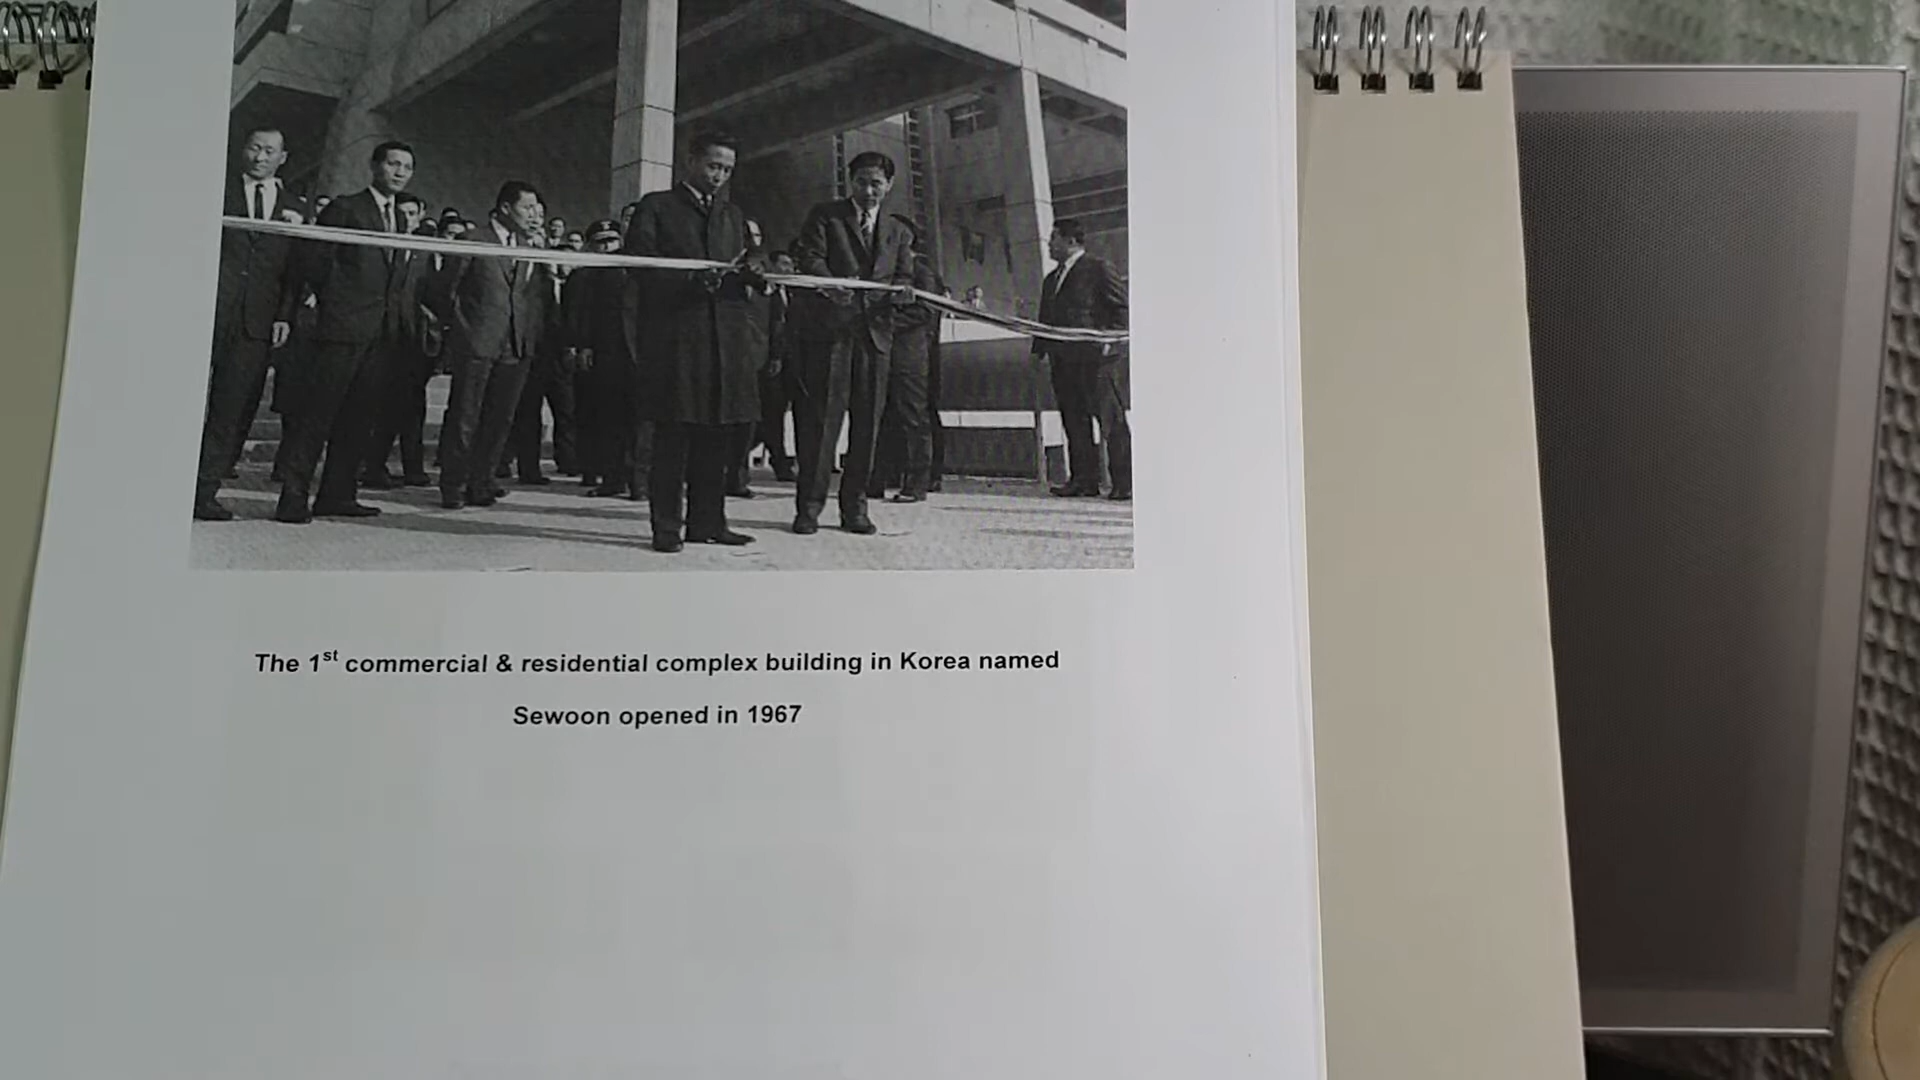 The 1st commercial & residential complex building in Korea named
Sewoon opened in 1967